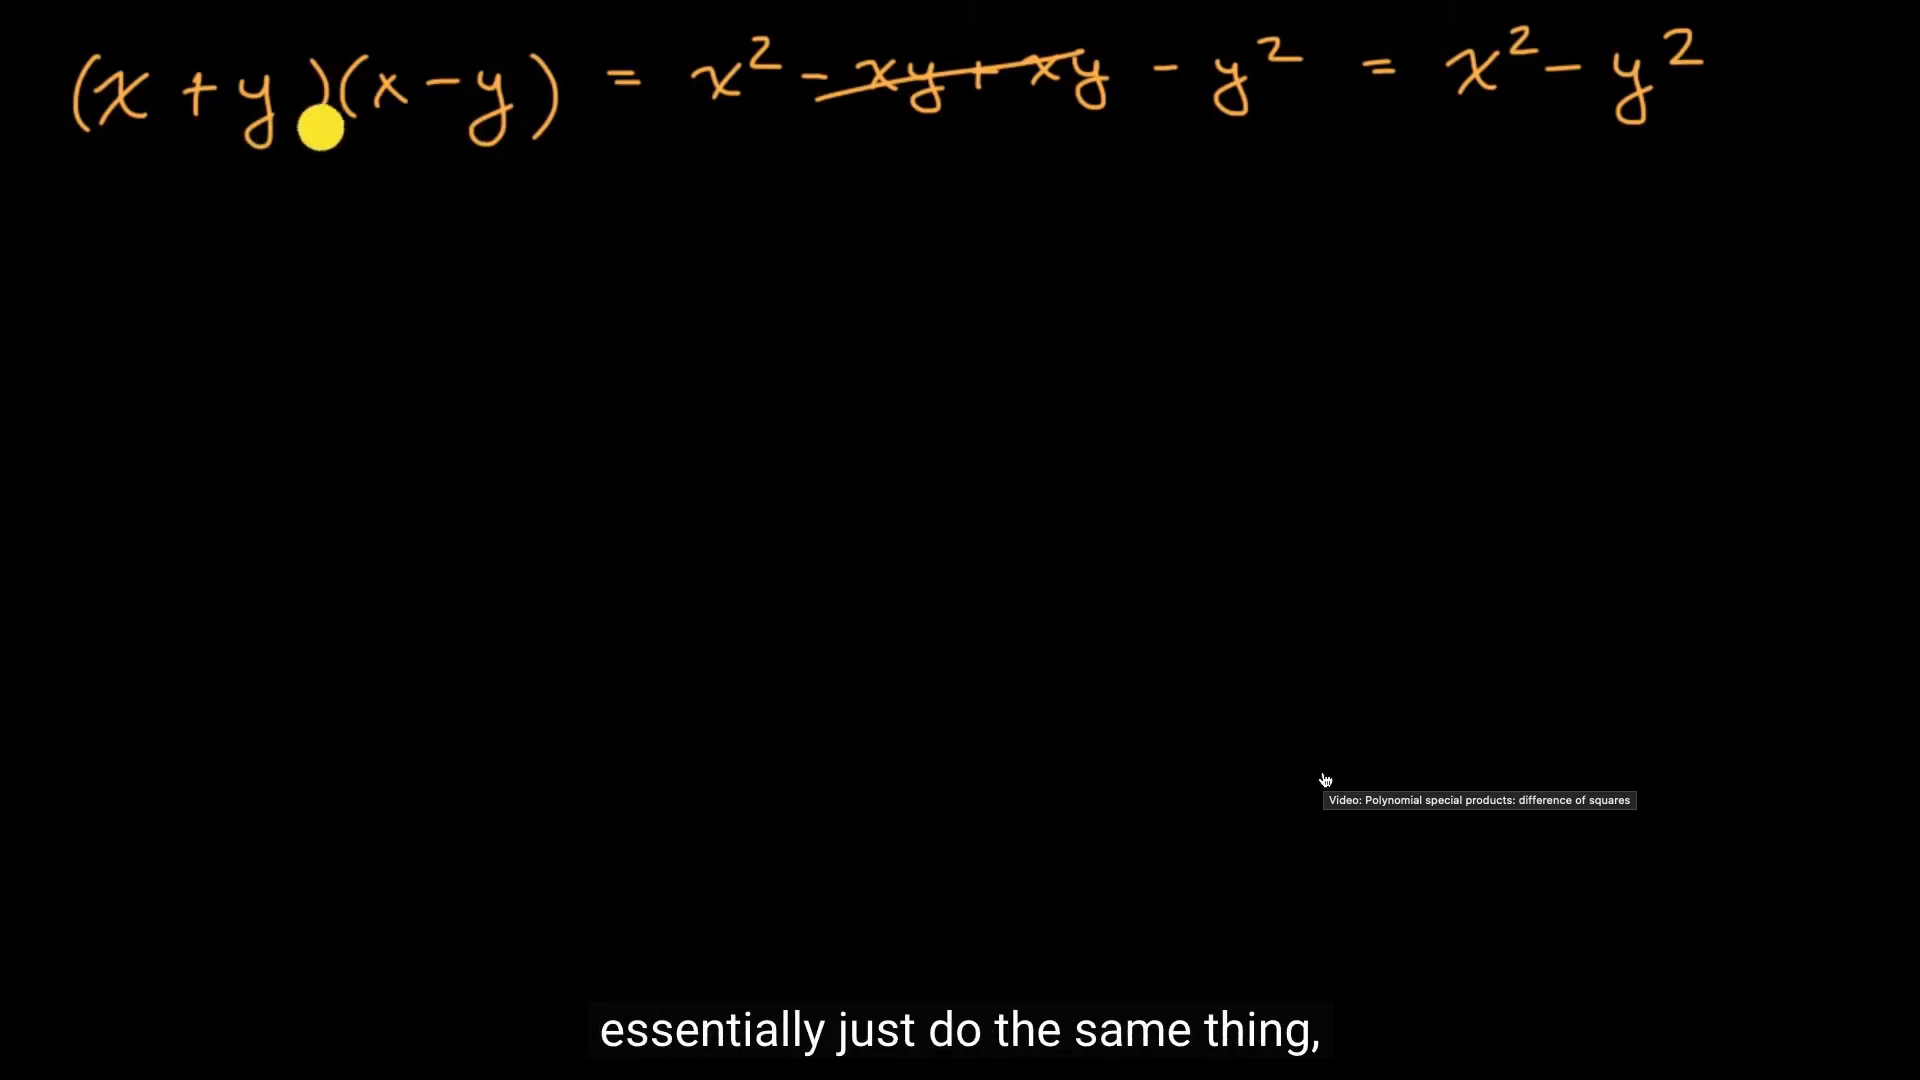 (x + y)(x - y) = x² - xy + xy - y² = x² - y²
Video: Polynomial special products: difference of squares
essentially just do the same thing,